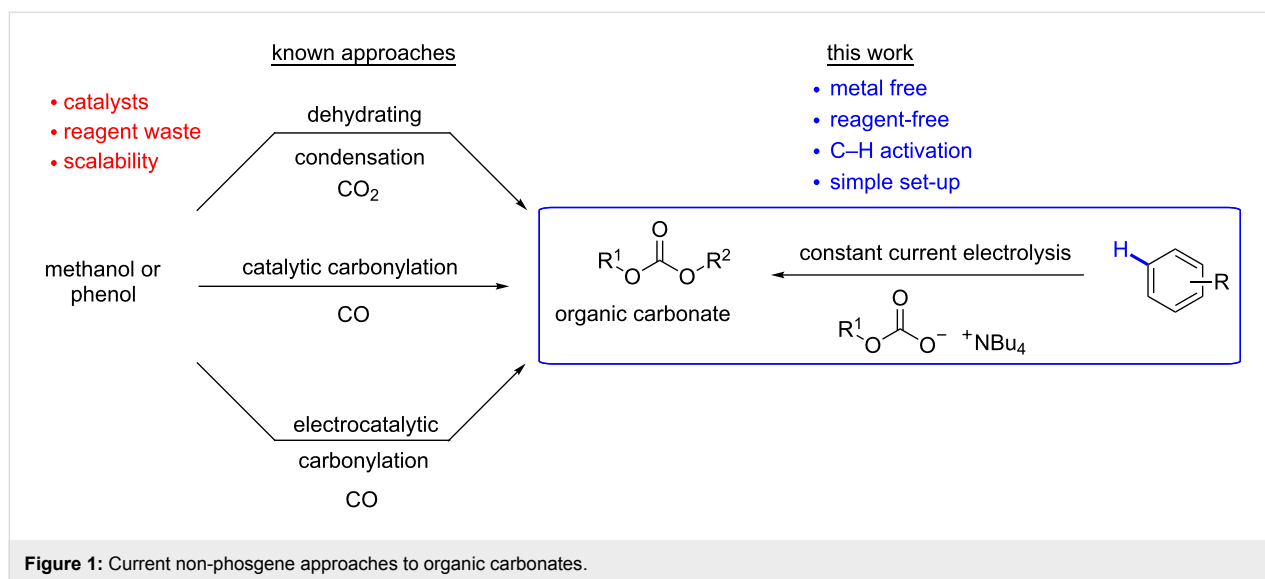 known approaches
this work
• catalysts
• reagent waste
• scalability
• metal free
• reagent-free
• C–H activation
• simple set-up
dehydrating
condensation
CO₂
methanol or
phenol
catalytic carbonylation
CO
electrocatalytic
carbonylation
CO
O
R¹
O
O
R²
organic carbonate
constant current electrolysis
O
R¹
O
O⁻
⁺NBu₄
H
R
Figure 1: Current non-phosgene approaches to organic carbonates.